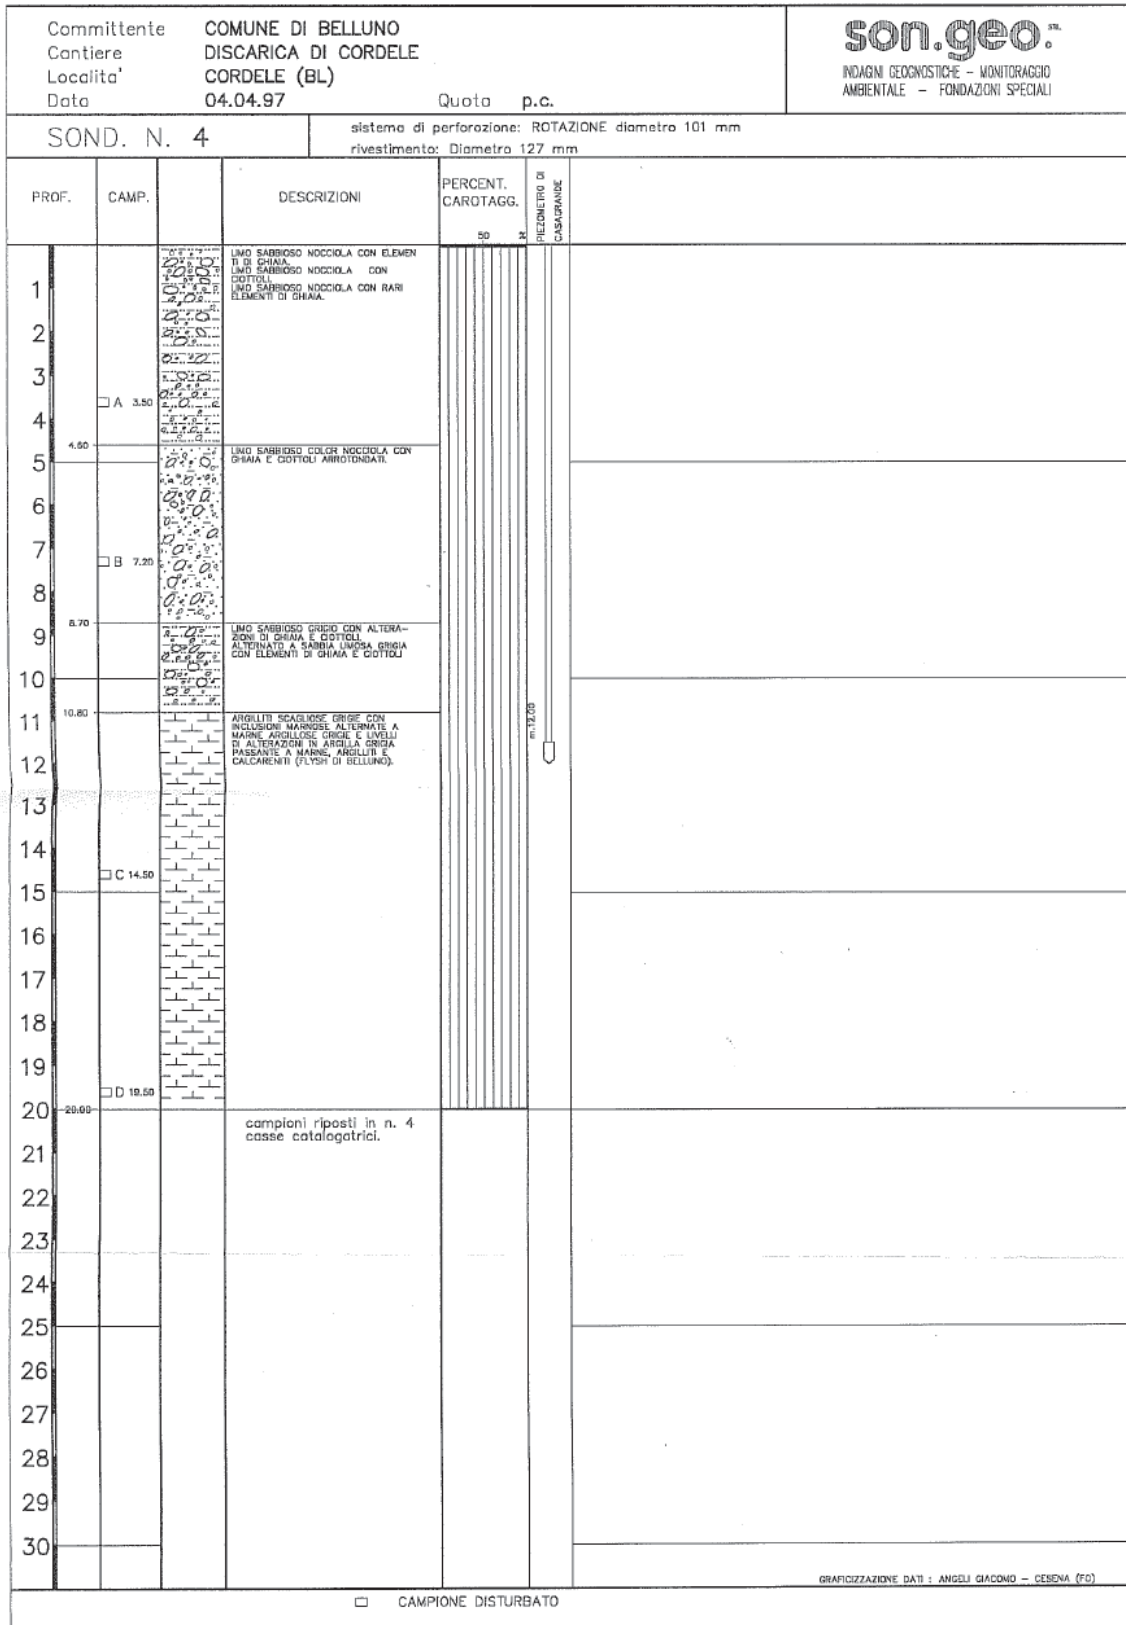 Committente COMUNE DI BELLUNO
Cantiere DISCARICA DI CORDELE
Localita' CORDELE (BL)
Data 04.04.97 Quota p.c.
son.geo. SRL
INDAGINI GEOGNOSTICHE – MONITORAGGIO
AMBIENTALE – FONDAZIONI SPECIALI
SOND. N. 4
sistema di perforazione: ROTAZIONE diametro 101 mm
rivestimento: Diametro 127 mm
PROF.
CAMP.
DESCRIZIONI
PERCENT.
CAROTAGG.
50 %
PIEZOMETRO DI
CASAGRANDE
LIMO SABBIOSO NOCCIOLA CON ELEMEN
TI DI GHIAIA.
LIMO SABBIOSO NOCCIOLA CON
CIOTTOLI.
LIMO SABBIOSO NOCCIOLA CON RARI
ELEMENTI DI GHIAIA.
1
2
3
A 3.50
4
4.60
LIMO SABBIOSO COLOR NOCCIOLA CON
GHIAIA E CIOTTOLI ARROTONDATI.
5
6
7
B 7.20
8
8.70
LIMO SABBIOSO GRIGIO CON ALTERA–
ZIONI DI GHIAIA E CIOTTOLI.
ALTERNATO A SABBIA LIMOSA GRIGIA
CON ELEMENTI DI GHIAIA E CIOTTOLI
9
10
10.80
ARGILLITI SCAGLIOSE GRIGIE CON
INCLUSIONI MARNOSE ALTERNATE A
MARNE ARGILLOSE GRIGIE E LIVELLI
DI ALTERAZIONI IN ARGILLA GRIGIA
PASSANTE A MARNE, ARGILLITI E
CALCARENITI (FLYSH DI BELLUNO).
m.12.00
11
12
13
14
C 14.50
15
16
17
18
19
D 19.50
20
20.00
campioni riposti in n. 4
casse catalogatrici.
21
22
23
24
25
26
27
28
29
30
GRAFICIZZAZIONE DATI : ANGELI GIACOMO – CESENA (FO)
CAMPIONE DISTURBATO